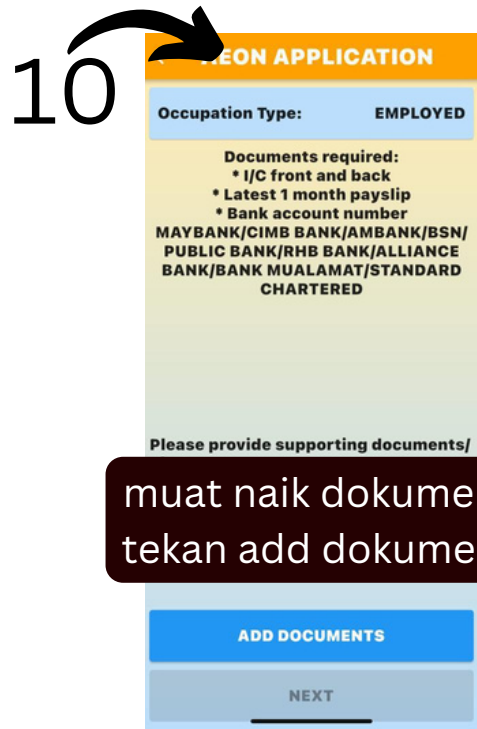 10
AEON APPLICATION
Occupation Type: EMPLOYED
Documents required:
* I/C front and back
* Latest 1 month payslip
* Bank account number
MAYBANK/CIMB BANK/AMBANK/BSN/
PUBLIC BANK/RHB BANK/ALLIANCE
BANK/BANK MUALAMAT/STANDARD
CHARTERED
Please provide supporting documents/
muat naik dokume
tekan add dokume
ADD DOCUMENTS
NEXT